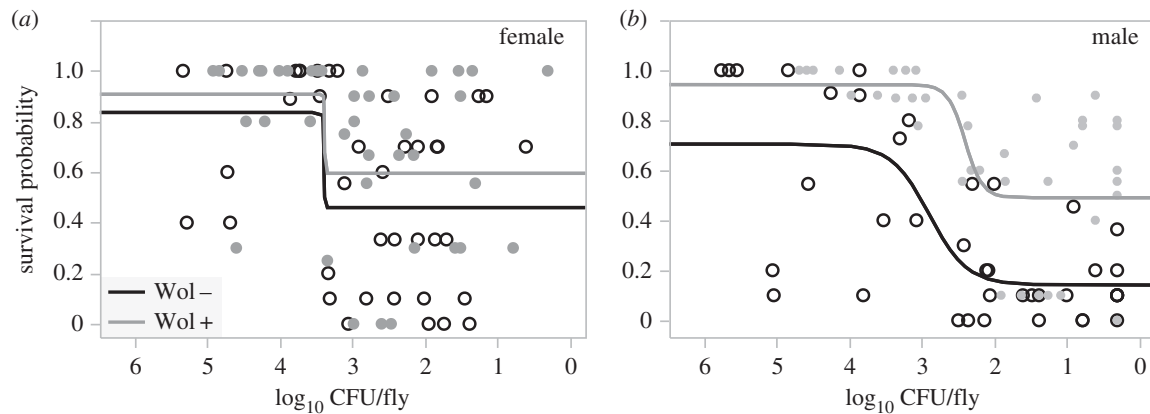 (a)
female
survival probability
1.0
0.8
0.6
0.4
0.2
0
Wol –
Wol +
6 5 4 3 2 1 0
log10 CFU/fly
(b)
male
1.0
0.8
0.6
0.4
0.2
0
6 5 4 3 2 1 0
log10 CFU/fly